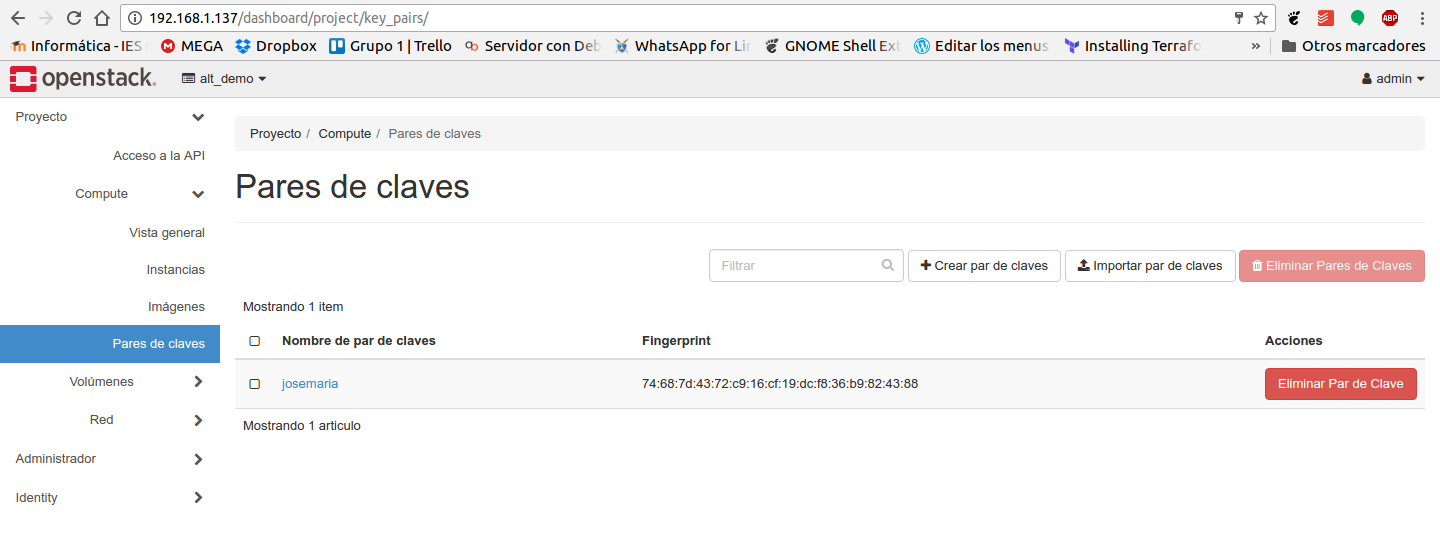 192.168.1.137/dashboard/project/key_pairs/
Informática - IES MEGA Dropbox Grupo 1 | Trello Servidor con Deb WhatsApp for Lin GNOME Shell Ext Editar los menus Installing Terrafo » Otros marcadores
openstack. alt_demo admin
Proyecto
Acceso a la API
Compute
Vista general
Instancias
Imágenes
Pares de claves
Volúmenes
Red
Administrador
Identity
Proyecto / Compute / Pares de claves
Pares de claves
Filtrar Crear par de claves Importar par de claves Eliminar Pares de Claves
Mostrando 1 item
Nombre de par de claves Fingerprint Acciones
josemaria 74:68:7d:43:72:c9:16:cf:19:dc:f8:36:b9:82:43:88 Eliminar Par de Clave
Mostrando 1 articulo
ABP